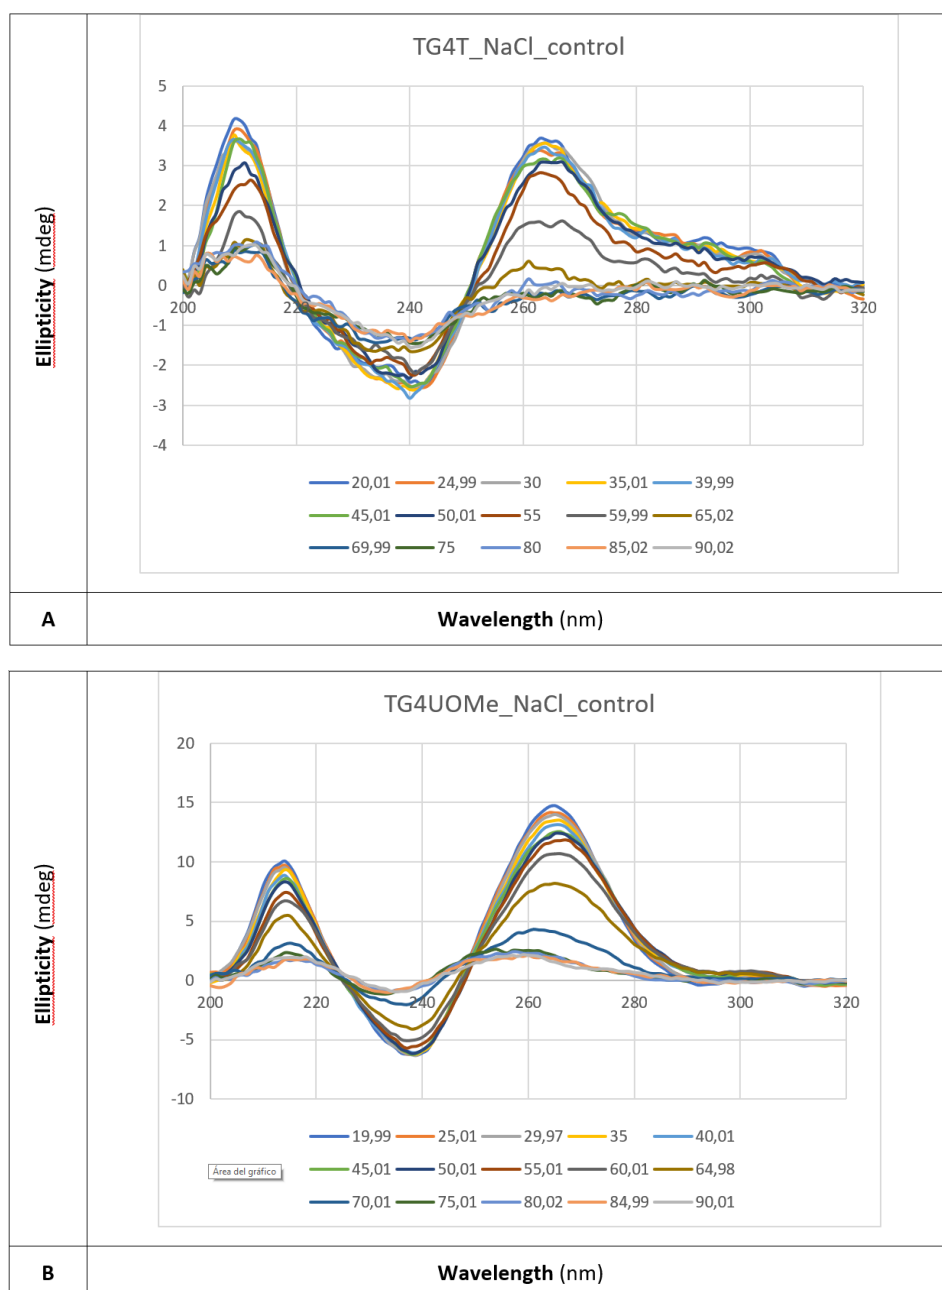 TG4T_NaCl_control
Ellipticity (mdeg)
5
4
3
2
1
0
-1
-2
-3
-4
200 220 240 260 280 300 320
20,01 24,99 30 35,01 39,99
45,01 50,01 55 59,99 65,02
69,99 75 80 85,02 90,02
A Wavelength (nm)
TG4UOMe_NaCl_control
Ellipticity (mdeg)
20
15
10
5
0
-5
-10
200 220 240 260 280 300 320
19,99 25,01 29,97 35 40,01
45,01 50,01 55,01 60,01 64,98
Área del gráfico
70,01 75,01 80,02 84,99 90,01
B Wavelength (nm)